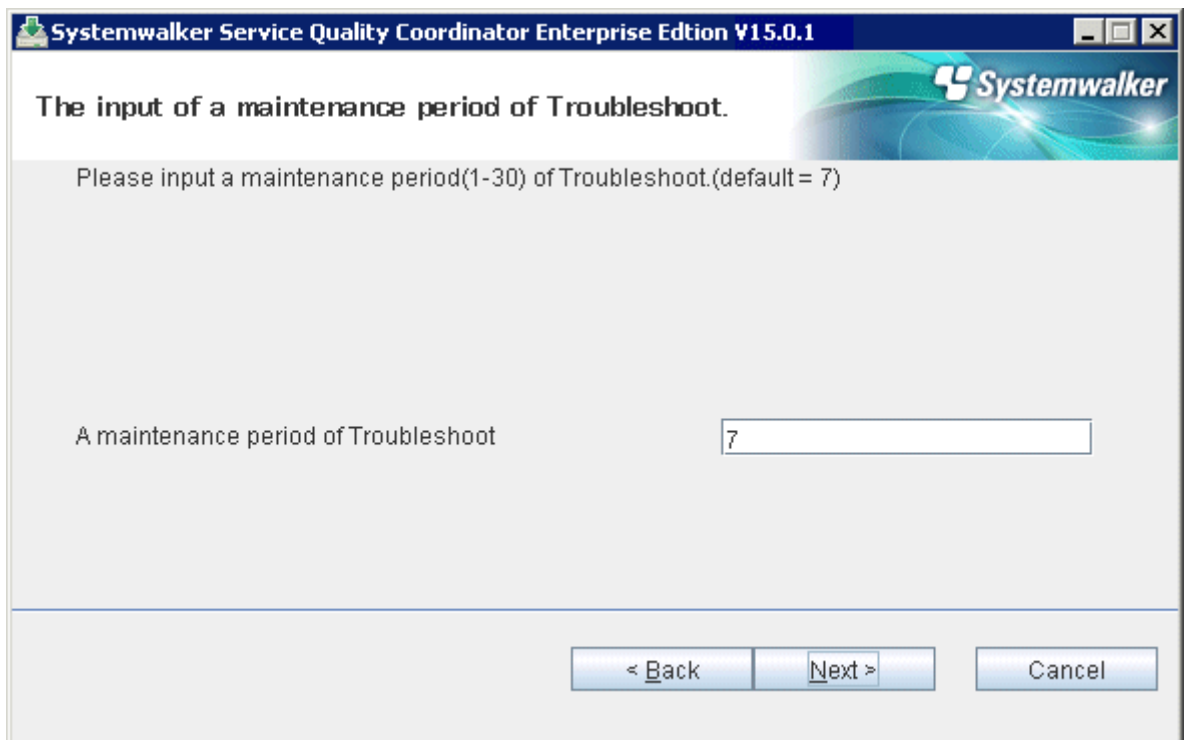 Systemwalker Service Quality Coordinator Enterprise Edtion V15.0.1
Systemwalker
The input of a maintenance period of Troubleshoot.
Please input a maintenance period(1-30) of Troubleshoot.(default = 7)
A maintenance period of Troubleshoot 7
< Back Next > Cancel